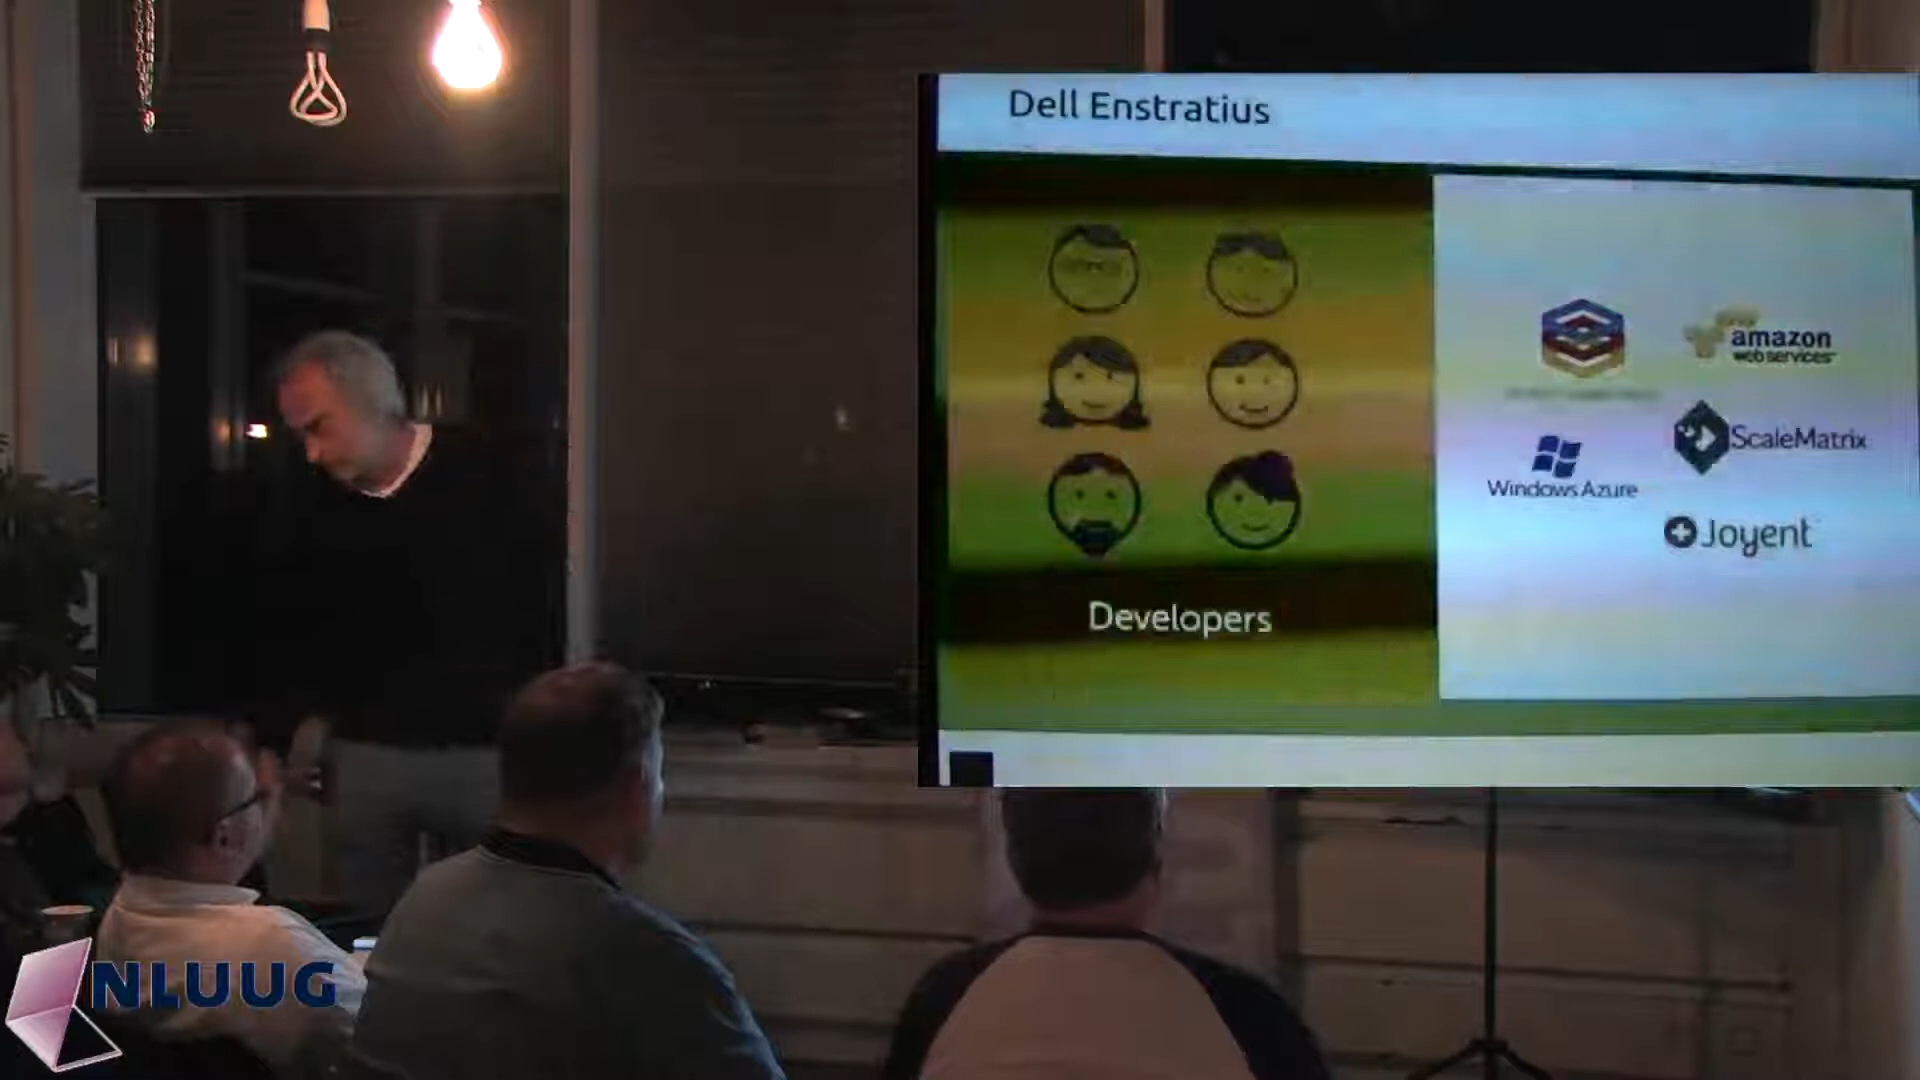 Dell Enstratius
amazon
web services
ScaleMatrix
Windows Azure
Joyent
Developers
NLUUG